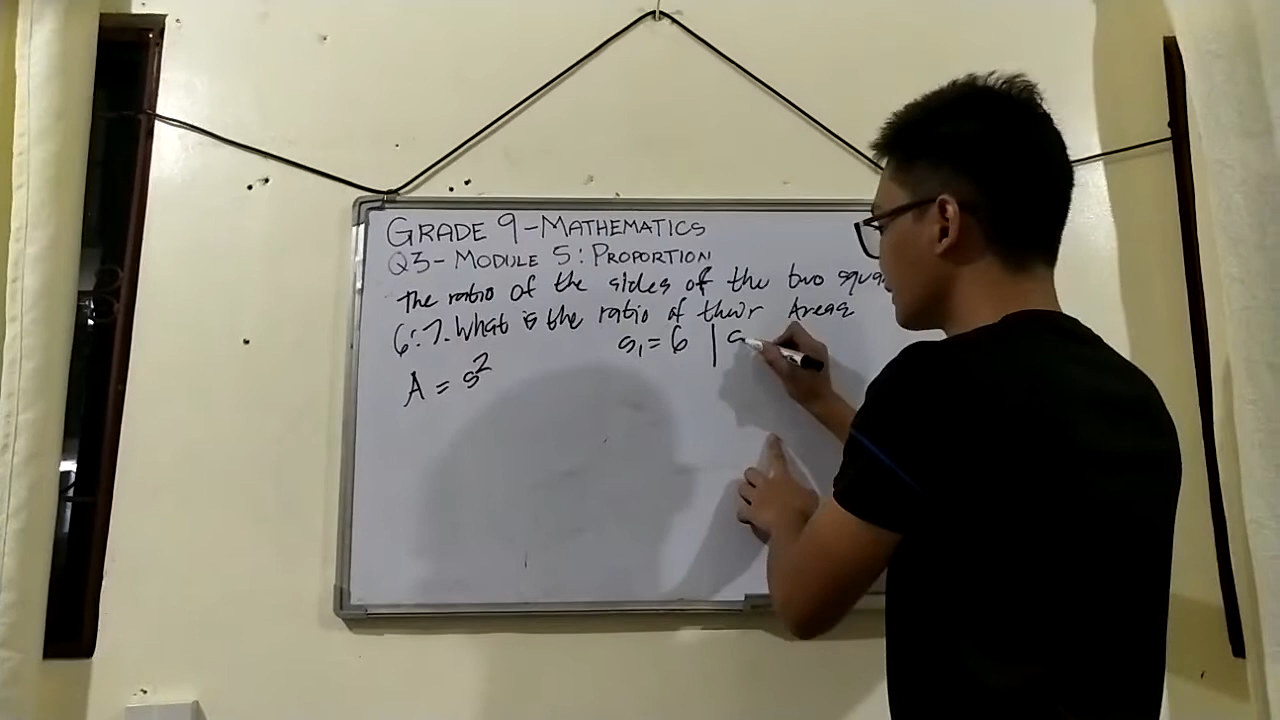 GRADE 9-MATHEMATICS
Q3- MODULE 5: PROPORTION
The ratio of the sides of the two
6:7. What is the ratio of their Areas
s₁ = 6 | s
A = s²